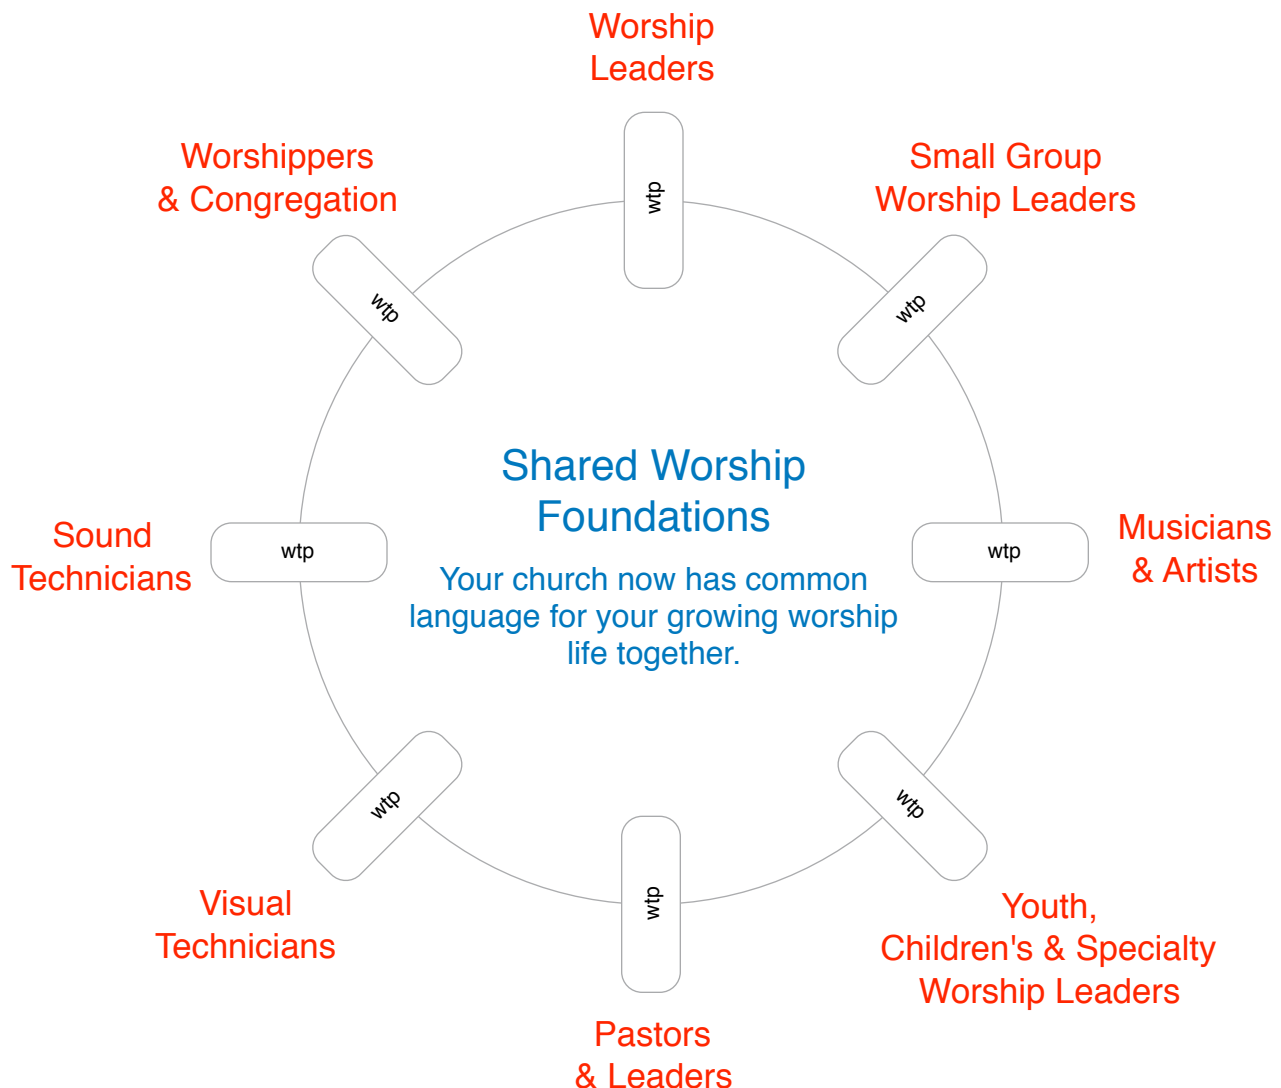 Worship
Leaders
wtp
Worshippers
& Congregation
wtp
Small Group
Worship Leaders
wtp
Shared Worship
Foundations
Your church now has common
language for your growing worship
life together.
Sound
Technicians
wtp
wtp
Musicians
& Artists
wtp
Visual
Technicians
wtp
Pastors
& Leaders
wtp
Youth,
Children's & Specialty
Worship Leaders